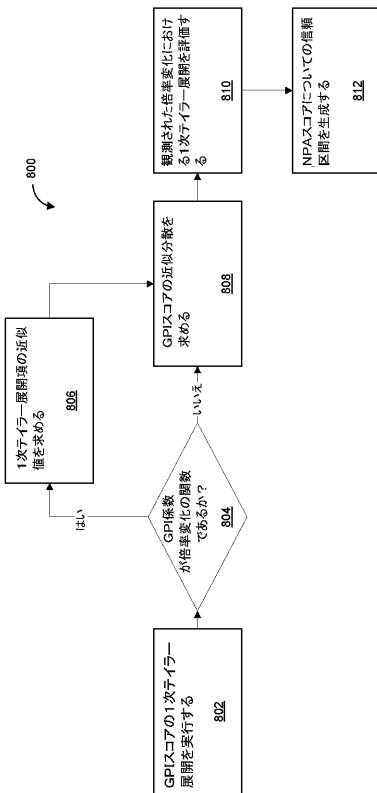 800
GPIスコアの1次テイラー
展開を実行する
802
GPI係数
が倍率変化の関数
であるか？
804
はい
いいえ
1次テイラー展開項の近似
値を求める
806
GPIスコアの近似分散を
求める
808
観測された倍率変化におけ
る1次テイラー展開を評価す
る
810
NPAスコアについての信頼
区間を生成する
812